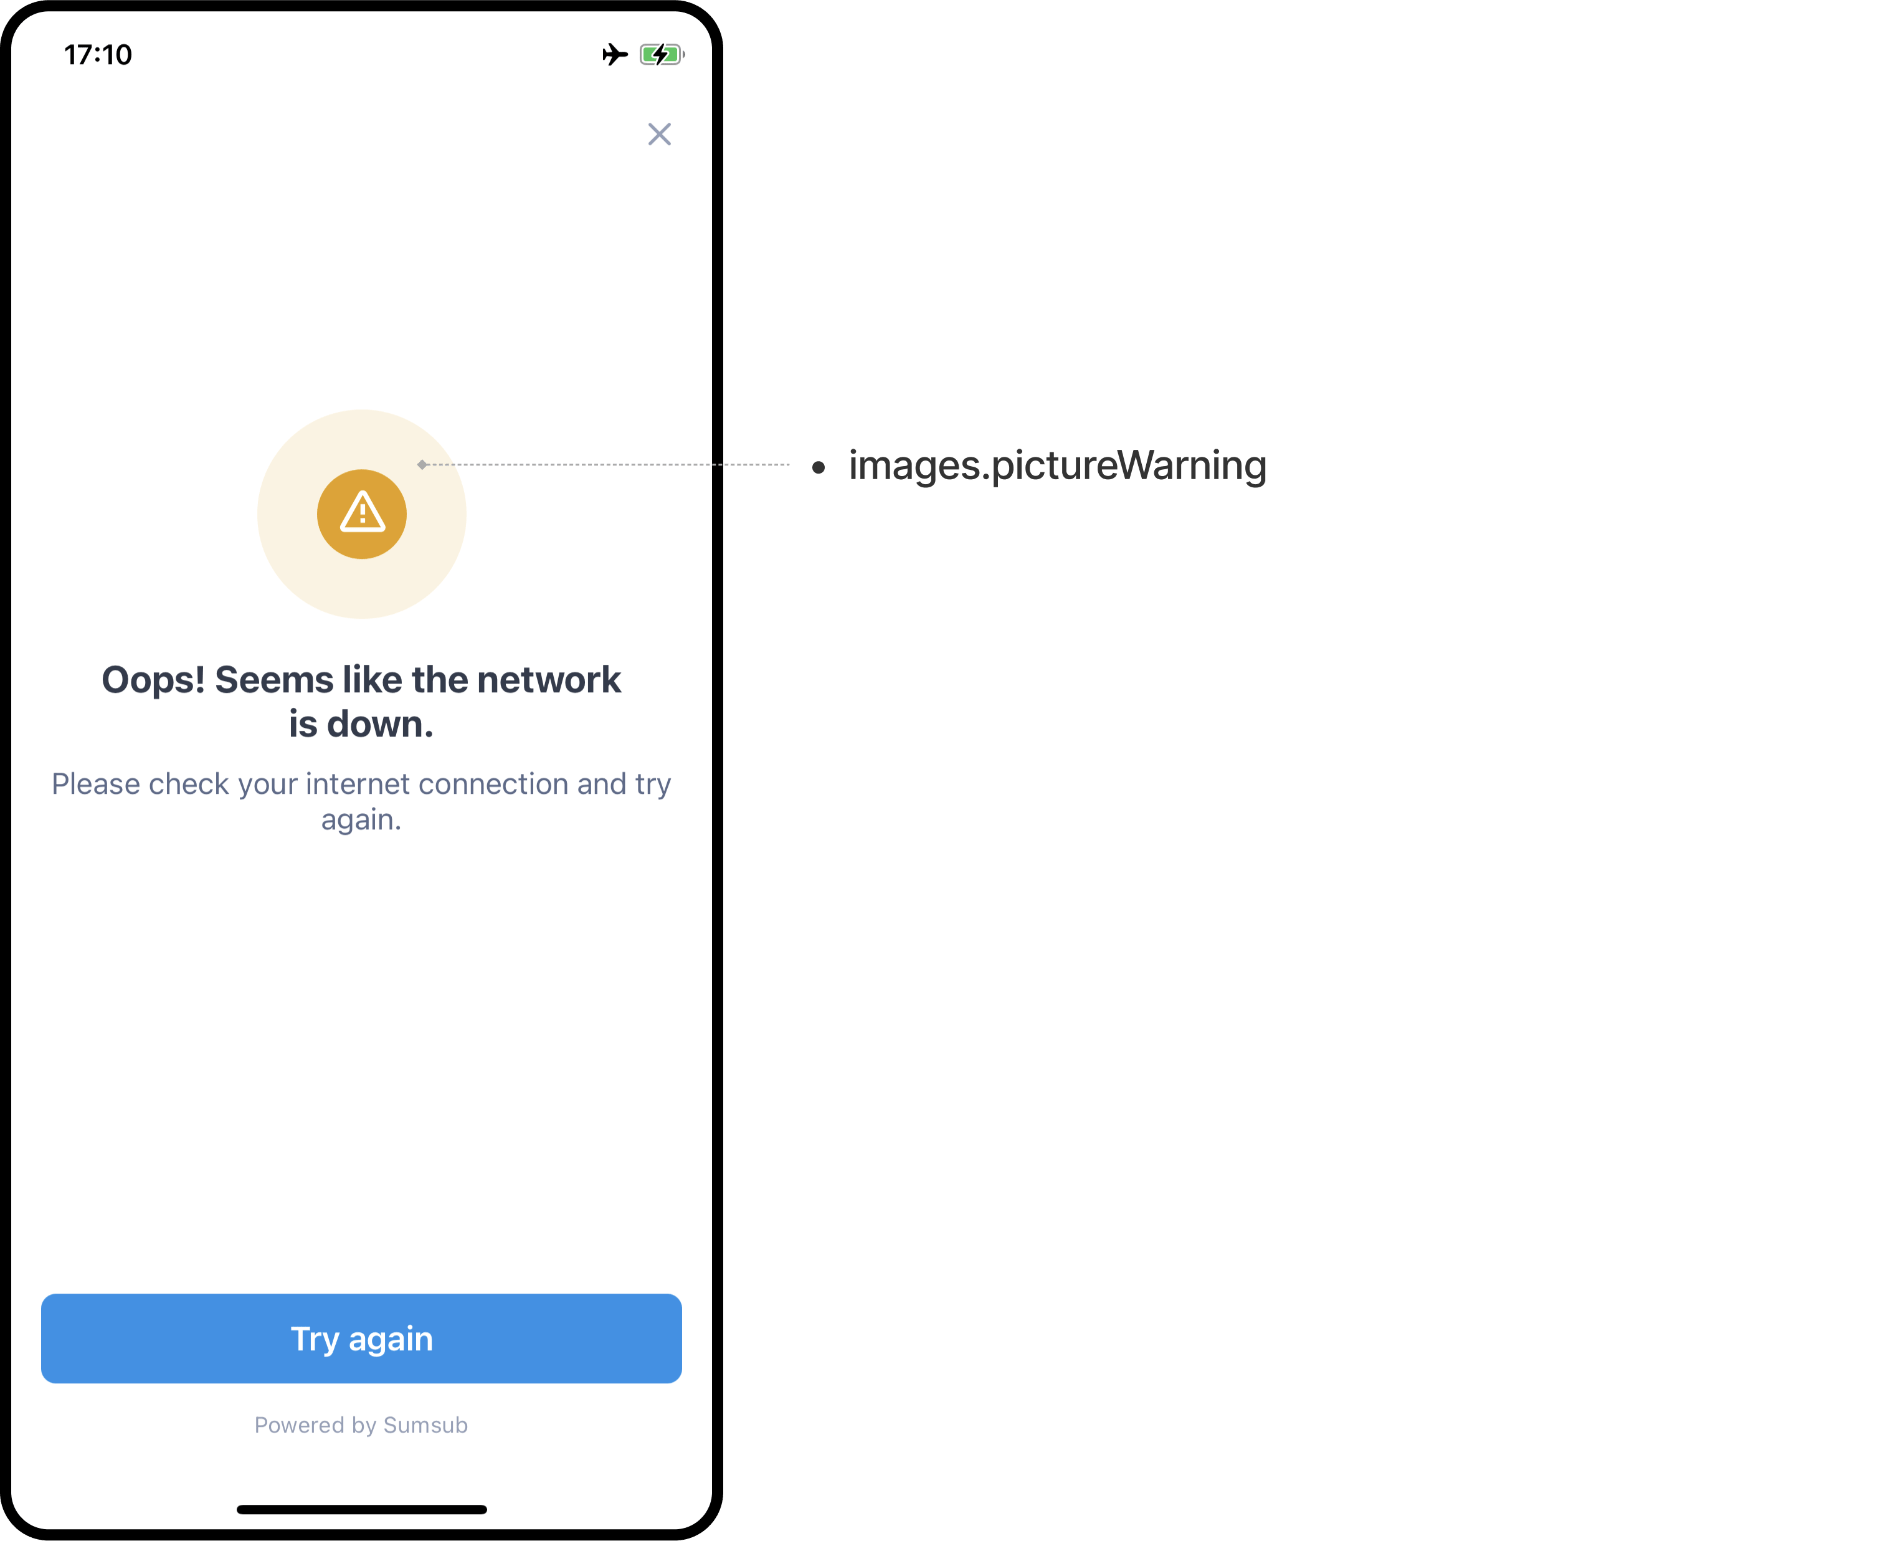 17:10
• images.pictureWarning
Oops! Seems like the network
is down.
Please check your internet connection and try
again.
Try again
Powered by Sumsub